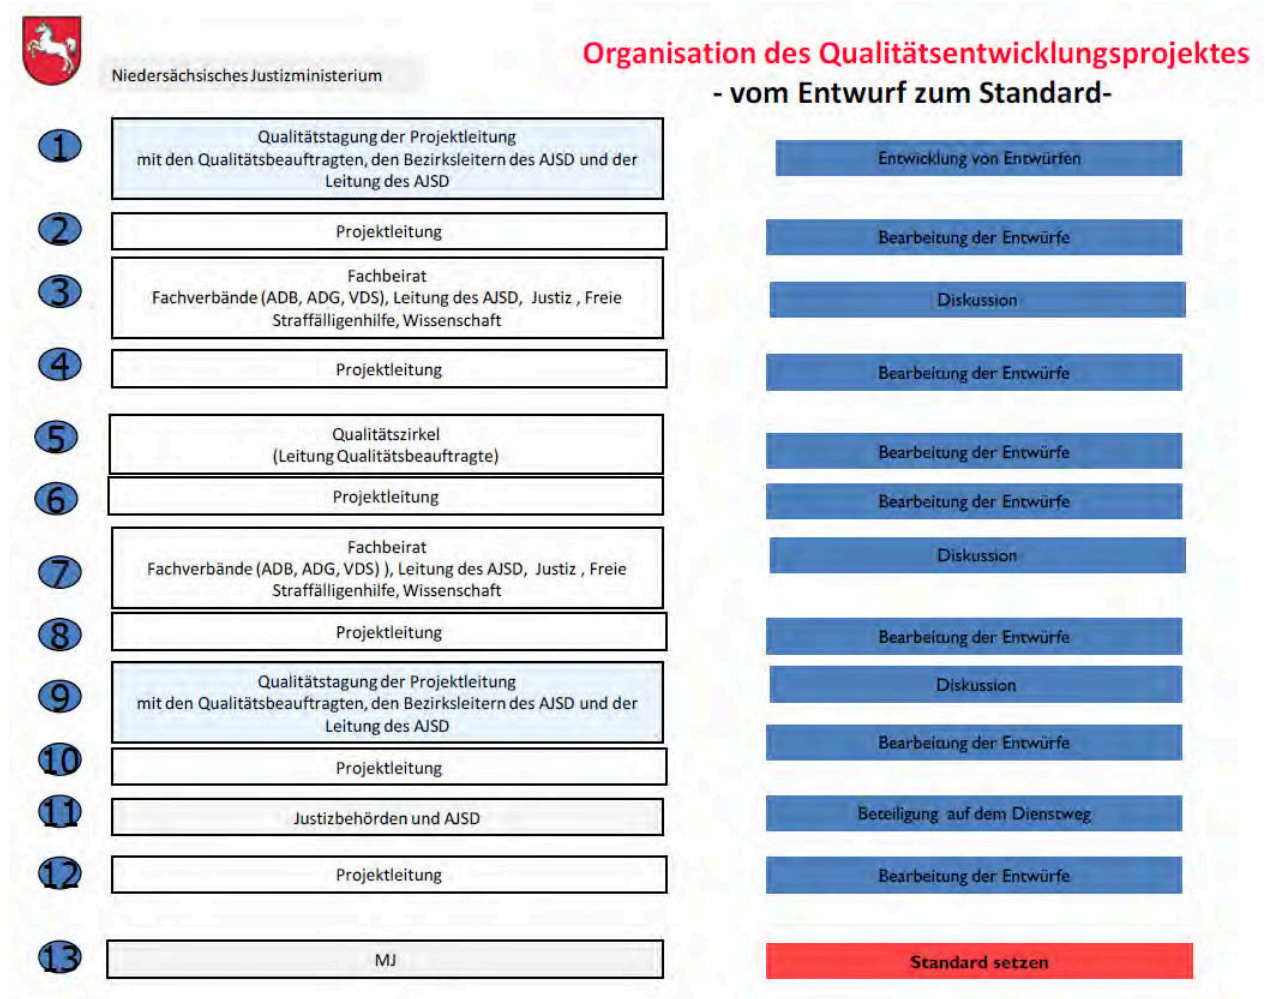 Niedersächsisches Justizministerium
Organisation des Qualitätsentwicklungsprojektes
- vom Entwurf zum Standard-
1
Qualitätstagung der Projektleitung
mit den Qualitätsbeauftragten, den Bezirksleitern des AJSD und der
Leitung des AJSD
Entwicklung von Entwürfen
2
Projektleitung
Bearbeitung der Entwürfe
3
Fachbeirat
Fachverbände (ADB, ADG, VDS), Leitung des AJSD, Justiz , Freie
Straffälligenhilfe, Wissenschaft
Diskussion
4
Projektleitung
Bearbeitung der Entwürfe
5
Qualitätszirkel
(Leitung Qualitätsbeauftragte)
Bearbeitung der Entwürfe
6
Projektleitung
Bearbeitung der Entwürfe
7
Fachbeirat
Fachverbände (ADB, ADG, VDS) ), Leitung des AJSD, Justiz , Freie
Straffälligenhilfe, Wissenschaft
Diskussion
8
Projektleitung
Bearbeitung der Entwürfe
9
Qualitätstagung der Projektleitung
mit den Qualitätsbeauftragten, den Bezirksleitern des AJSD und der
Leitung des AJSD
Diskussion
10
Projektleitung
Bearbeitung der Entwürfe
11
Justizbehörden und AJSD
Beteiligung auf dem Dienstweg
12
Projektleitung
Bearbeitung der Entwürfe
13
MJ
Standard setzen